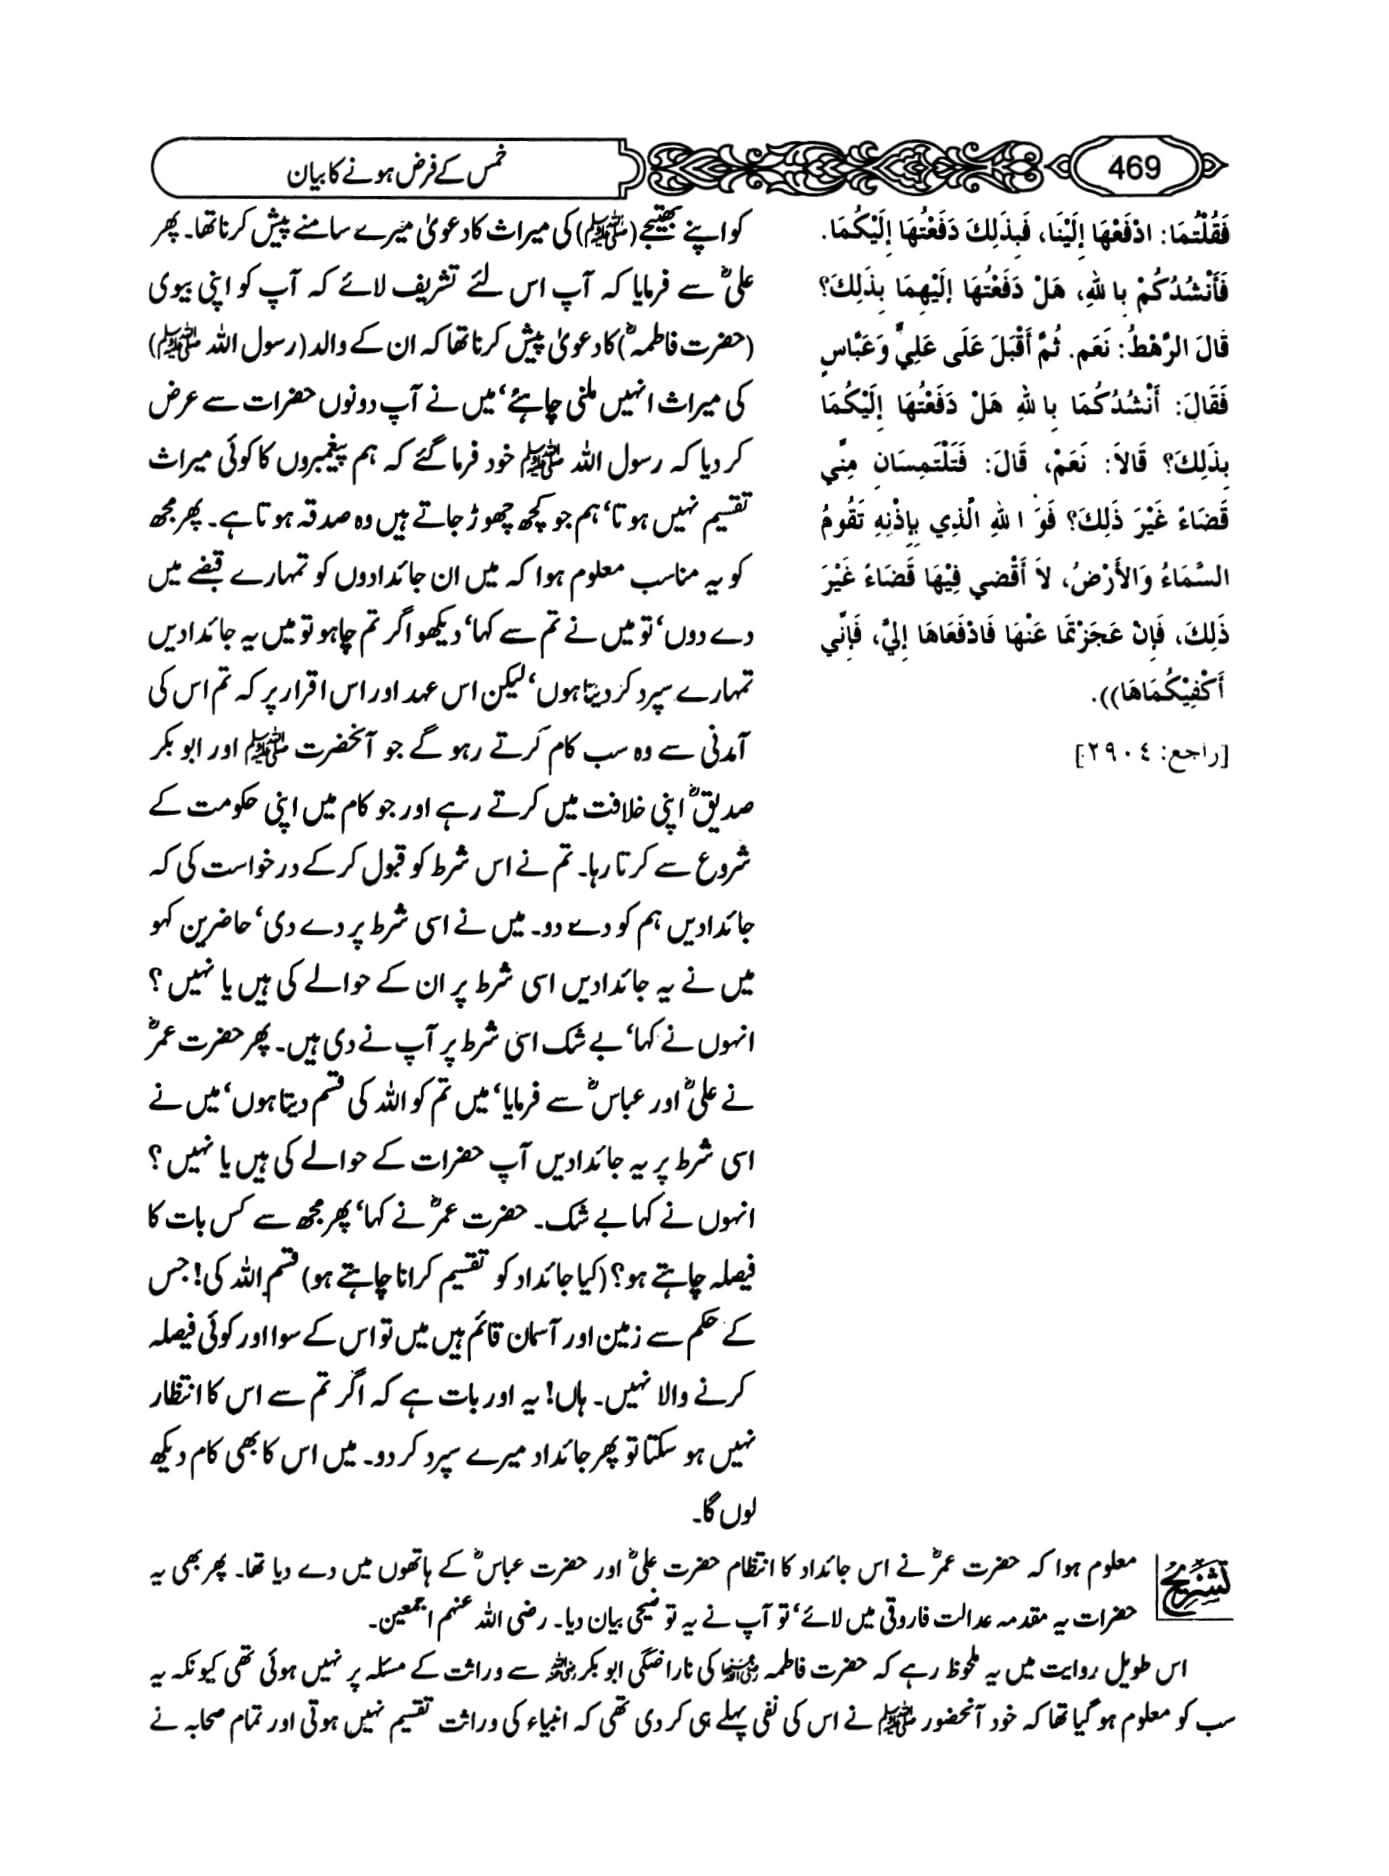 469
خمس کے فرض ہونے کا بیان
فَقُلْتُمَا: ادْفَعْهَا إِلَيْنَا، فَبِذَلِكَ دَفَعْتُهَا إِلَيْكُمَا.
فَأَنْشُدُكُمْ بِاللهِ، هَلْ دَفَعْتُهَا إِلَيْهِمَا بِذَلِكَ؟
قَالَ الرَّهْطُ: نَعَم. ثُمَّ أَقْبَلَ عَلَى عَلِيٍّ وَعَبَّاسٍ
فَقَالَ: أَنْشُدُكُمَا بِاللهِ هَلْ دَفَعْتُهَا إِلَيْكُمَا
بِذَلِكَ؟ قَالاَ: نَعَمْ، قَالَ: فَتَلْتَمِسَانِ مِنِّي
قَضَاءً غَيْرَ ذَلِكَ؟ فَوَ اللهِ الَّذِي بِإِذْنِهِ تَقُومُ
السَّمَاءُ وَالأَرْضُ، لاَ أَقْضِي فِيْهَا قَضَاءً غَيْرَ
ذَلِكَ، فَإِنْ عَجَزْتمَا عَنْهَا فَادْفَعَاهَا إِلَيَّ، فَإِنِّي
أَكْفِيْكُمَاهَا)).
[راجع: ٢٩٠٤]
کو اپنے بھتیجے (ﷺ) کی میراث کا دعویٰ میرے سامنے پیش کرنا تھا۔ پھر
علیؓ سے فرمایا کہ آپ اس لئے تشریف لائے کہ آپ کو اپنی بیوی
(حضرت فاطمہؓ) کا دعویٰ پیش کرنا تھا کہ ان کے والد (رسول اللہ ﷺ)
کی میراث انہیں ملنی چاہئے‘ میں نے آپ دونوں حضرات سے عرض
کر دیا کہ رسول اللہ ﷺ خود فرما گئے کہ ہم پیغمبروں کا کوئی میراث
تقسیم نہیں ہوتا‘ ہم جو کچھ چھوڑ جاتے ہیں وہ صدقہ ہوتا ہے۔ پھر مجھ
کو یہ مناسب معلوم ہوا کہ میں ان جائدادوں کو تمہارے قبضے میں
دے دوں‘ تو میں نے تم سے کہا‘ دیکھو اگر تم چاہو تو میں یہ جائدادیں
تمہارے سپرد کر دیتا ہوں‘ لیکن اس عہد اور اس اقرار پر کہ تم اس کی
آمدنی سے وہ سب کام کرتے رہو گے جو آنحضرت ﷺ اور ابوبکر
صدیقؓ اپنی خلافت میں کرتے رہے اور جو کام میں اپنی حکومت کے
شروع سے کرتا رہا۔ تم نے اس شرط کو قبول کر کے درخواست کی کہ
جائدادیں ہم کو دے دو۔ میں نے اسی شرط پر دے دی‘ حاضرین کہو
میں نے یہ جائدادیں اسی شرط پر ان کے حوالے کی ہیں یا نہیں؟
انہوں نے کہا‘ بے شک اسی شرط پر آپ نے دی ہیں۔ پھر حضرت عمرؓ
نے علیؓ اور عباسؓ سے فرمایا‘ میں تم کو اللہ کی قسم دیتا ہوں‘ میں نے
اسی شرط پر یہ جائدادیں آپ حضرات کے حوالے کی ہیں یا نہیں؟
انہوں نے کہا بے شک۔ حضرت عمرؓ نے کہا‘ پھر مجھ سے کس بات کا
فیصلہ چاہتے ہو؟ (کیا جائداد کو تقسیم کرانا چاہتے ہو) قسم اللہ کی! جس
کے حکم سے زمین اور آسمان قائم ہیں میں تو اس کے سوا اور کوئی فیصلہ
کرنے والا نہیں۔ ہاں! یہ اور بات ہے کہ اگر تم سے اس کا انتظار
نہیں ہو سکتا تو پھر جائداد میرے سپرد کر دو۔ میں اس کا بھی کام دیکھ
لوں گا۔
تشریح
معلوم ہوا کہ حضرت عمرؓ نے اس جائداد کا انتظام حضرت علیؓ اور حضرت عباسؓ کے ہاتھوں میں دے دیا تھا۔ پھر بھی یہ
حضرات یہ مقدمہ عدالت فاروقی میں لائے‘ تو آپ نے یہ توضیحی بیان دیا۔ رضی اللہ عنہم اجمعین۔
اس طویل روایت میں یہ ملحوظ رہے کہ حضرت فاطمہ رضی اللہ عنہا کی ناراضگی ابوبکر رضی اللہ عنہ سے وراثت کے مسئلہ پر نہیں ہوئی تھی کیونکہ یہ
سب کو معلوم ہو گیا تھا کہ خود آنحضور ﷺ نے اس کی نفی پہلے ہی کر دی تھی کہ انبیاء کی وراثت تقسیم نہیں ہوتی اور تمام صحابہ نے